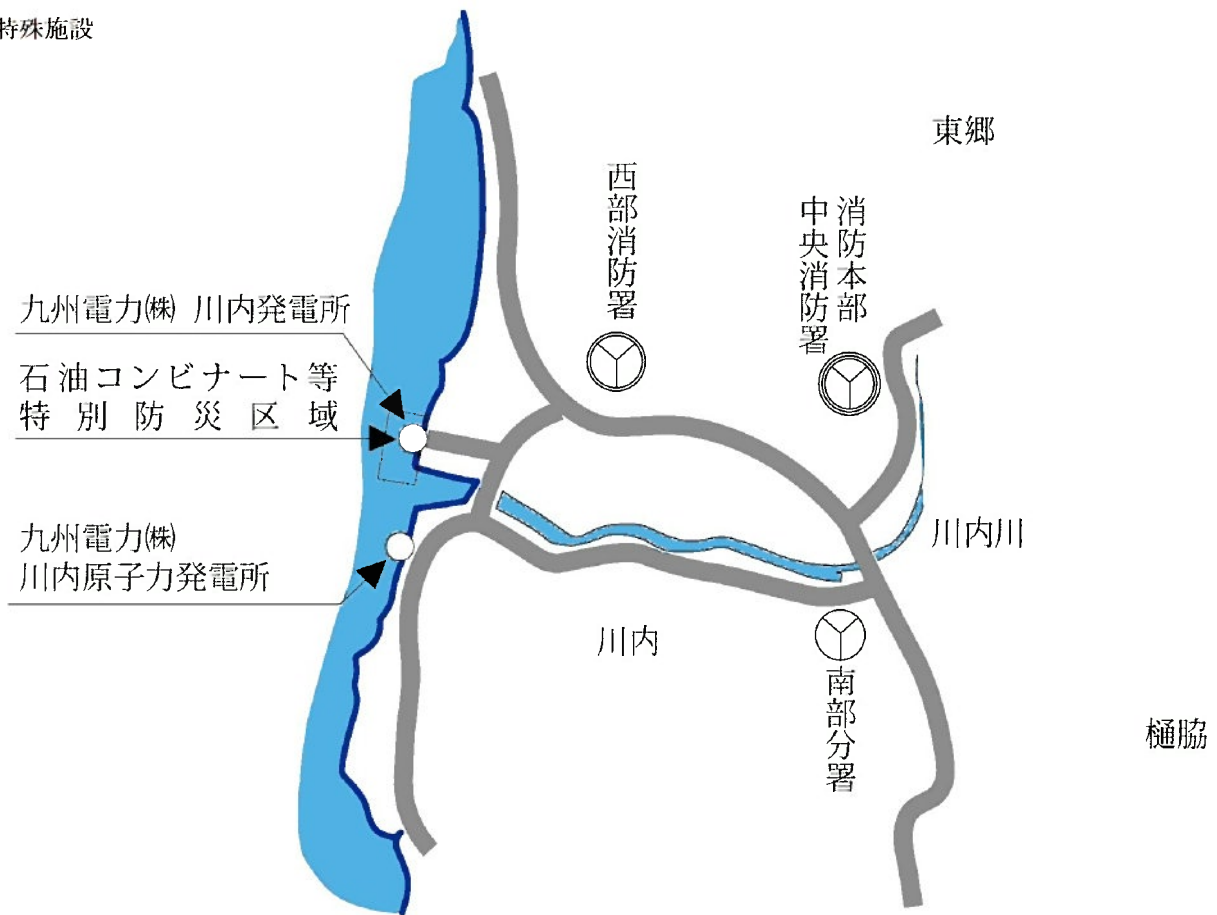 特殊施設
東郷
西部消防署
消防本部
中央消防署
九州電力㈱ 川内発電所
石油コンビナート等
特別防災区域
九州電力㈱
川内原子力発電所
川内川
川内
南部分署
樋脇